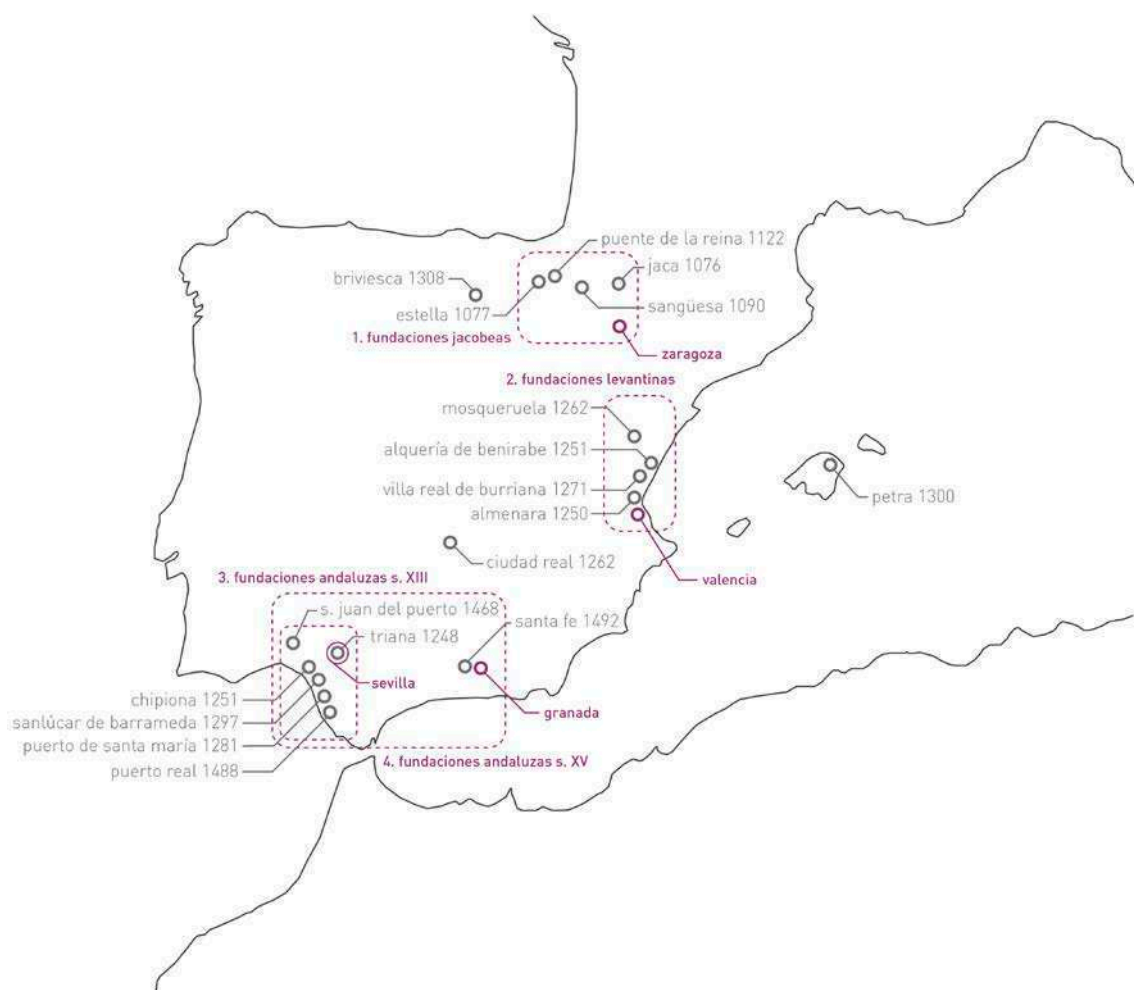 puente de la reina 1122
jaca 1076
briviesca 1308
sangüesa 1090
estella 1077
1. fundaciones jacobeas
zaragoza
2. fundaciones levantinas
mosqueruela 1262
alquería de benirabe 1251
villa real de burriana 1271
petra 1300
almenara 1250
ciudad real 1262
valencia
3. fundaciones andaluzas s. XIII
s. juan del puerto 1468
santa fe 1492
triana 1248
sevilla
chipiona 1251
granada
sanlúcar de barrameda 1297
puerto de santa maría 1281
4. fundaciones andaluzas s. XV
puerto real 1488